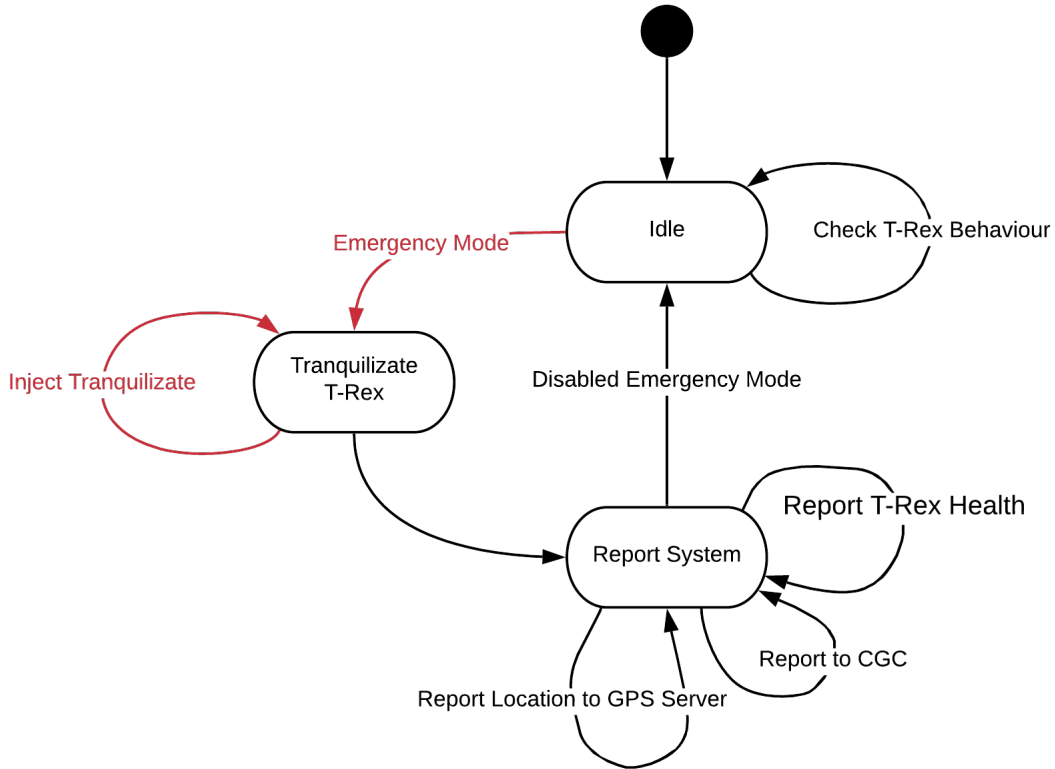 Idle
Check T-Rex Behaviour
Emergency Mode
Tranquilizate
T-Rex
Inject Tranquilizate
Disabled Emergency Mode
Report T-Rex Health
Report System
Report to CGC
Report Location to GPS Server